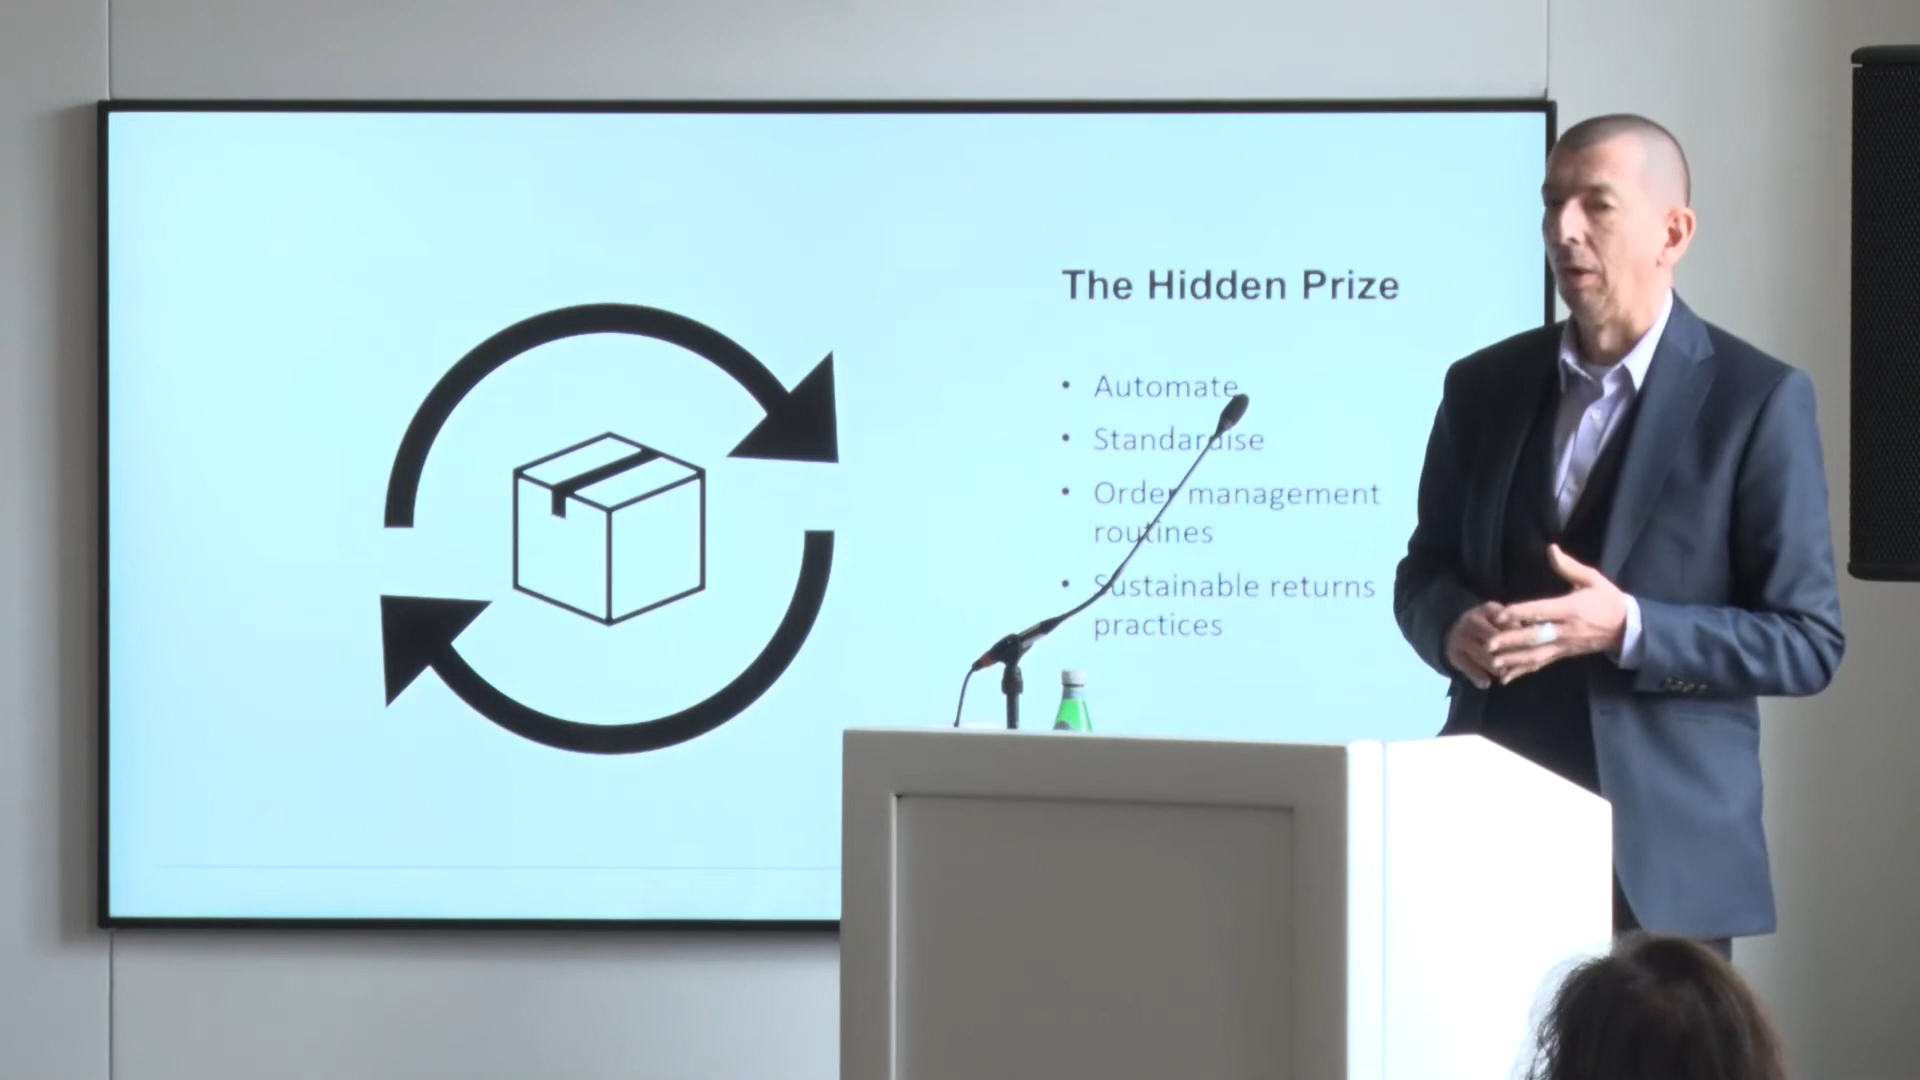 The Hidden Prize
• Automate
• Standardise
• Order management
routines
• Sustainable returns
practices